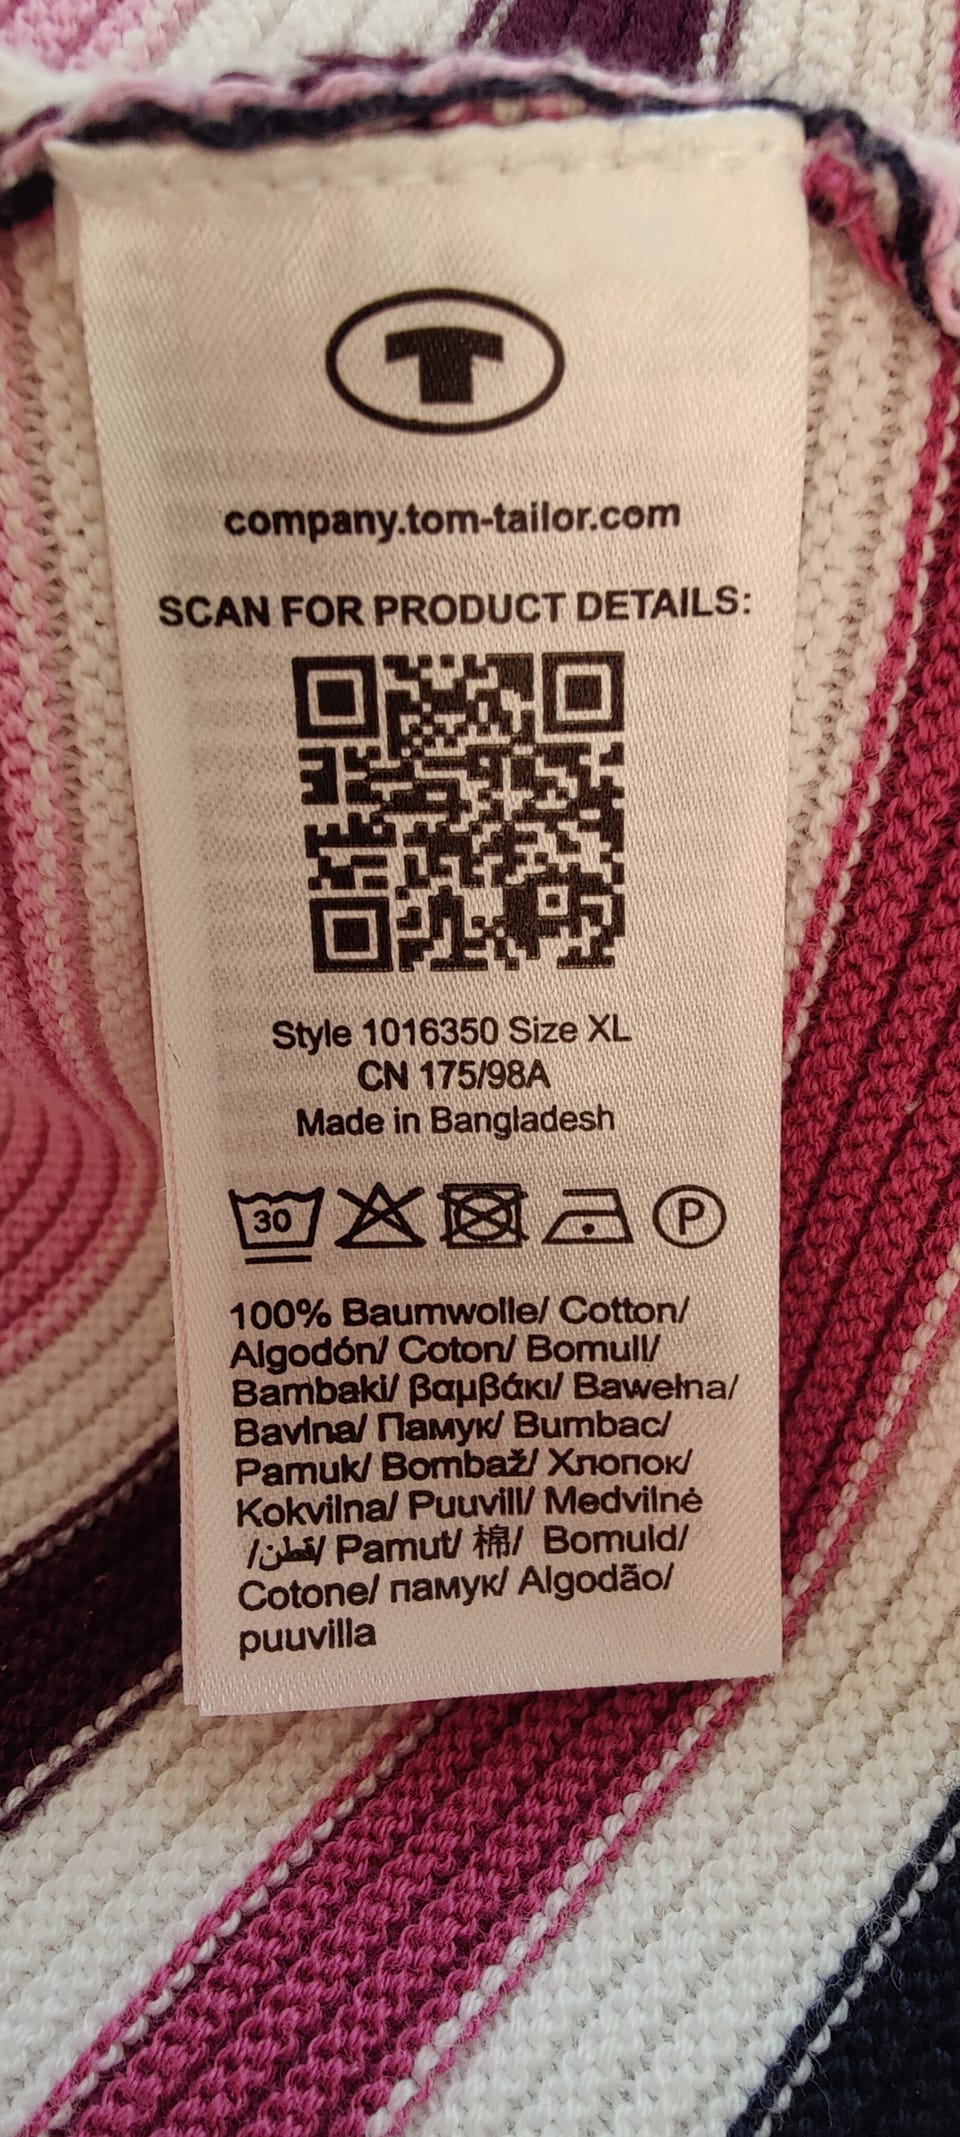 company.tom-tailor.com
SCAN FOR PRODUCT DETAILS:
Style 1016350 Size XL
CN 175/98A
Made in Bangladesh
30 P
100% Baumwolle/ Cotton/
Algodón/ Coton/ Bomull/
Bambaki/ βαμβάκι/ Bawełna/
Bavlna/ Памук/ Bumbac/
Pamuk/ Bombaž/ Хлопок/
Kokvilna/ Puuvill/ Medvilnė
/قطن/ Pamut/ 棉/ Bomuld/
Cotone/ памук/ Algodão/
puuvilla